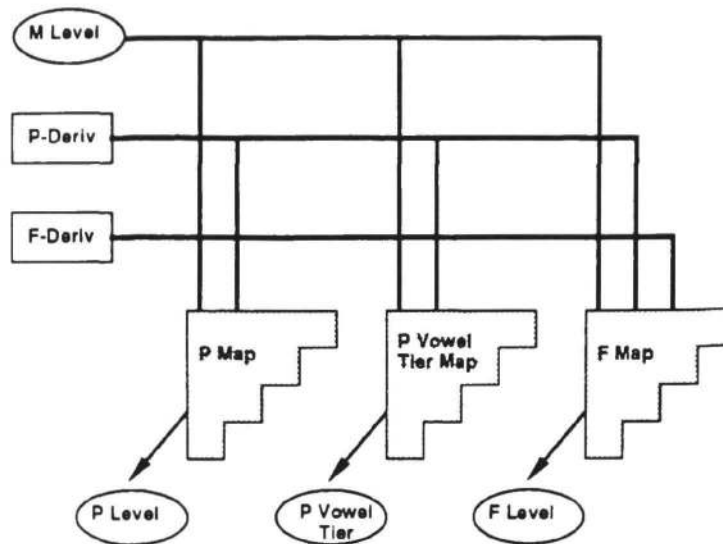 M Level
P-Deriv
F-Deriv
P Map
P Vowel
Tier Map
F Map
P Level
P Vowel
Tier
F Level